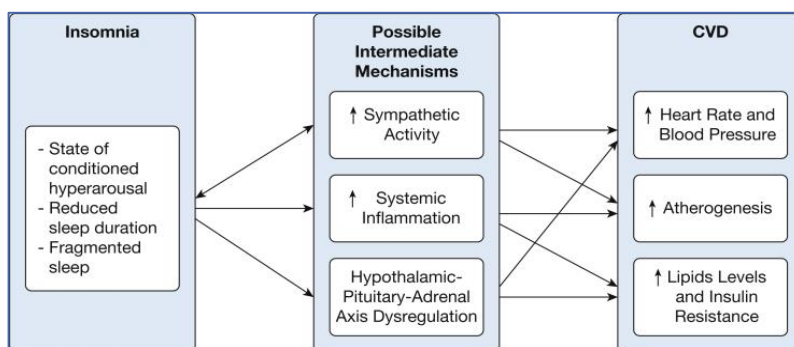 Insomnia
- State of
conditioned
hyperarousal
- Reduced
sleep duration
- Fragmented
sleep
Possible
Intermediate
Mechanisms
↑ Sympathetic
Activity
↑ Systemic
Inflammation
Hypothalamic-
Pituitary-Adrenal
Axis Dysregulation
CVD
↑ Heart Rate and
Blood Pressure
↑ Atherogenesis
↑ Lipids Levels
and Insulin
Resistance